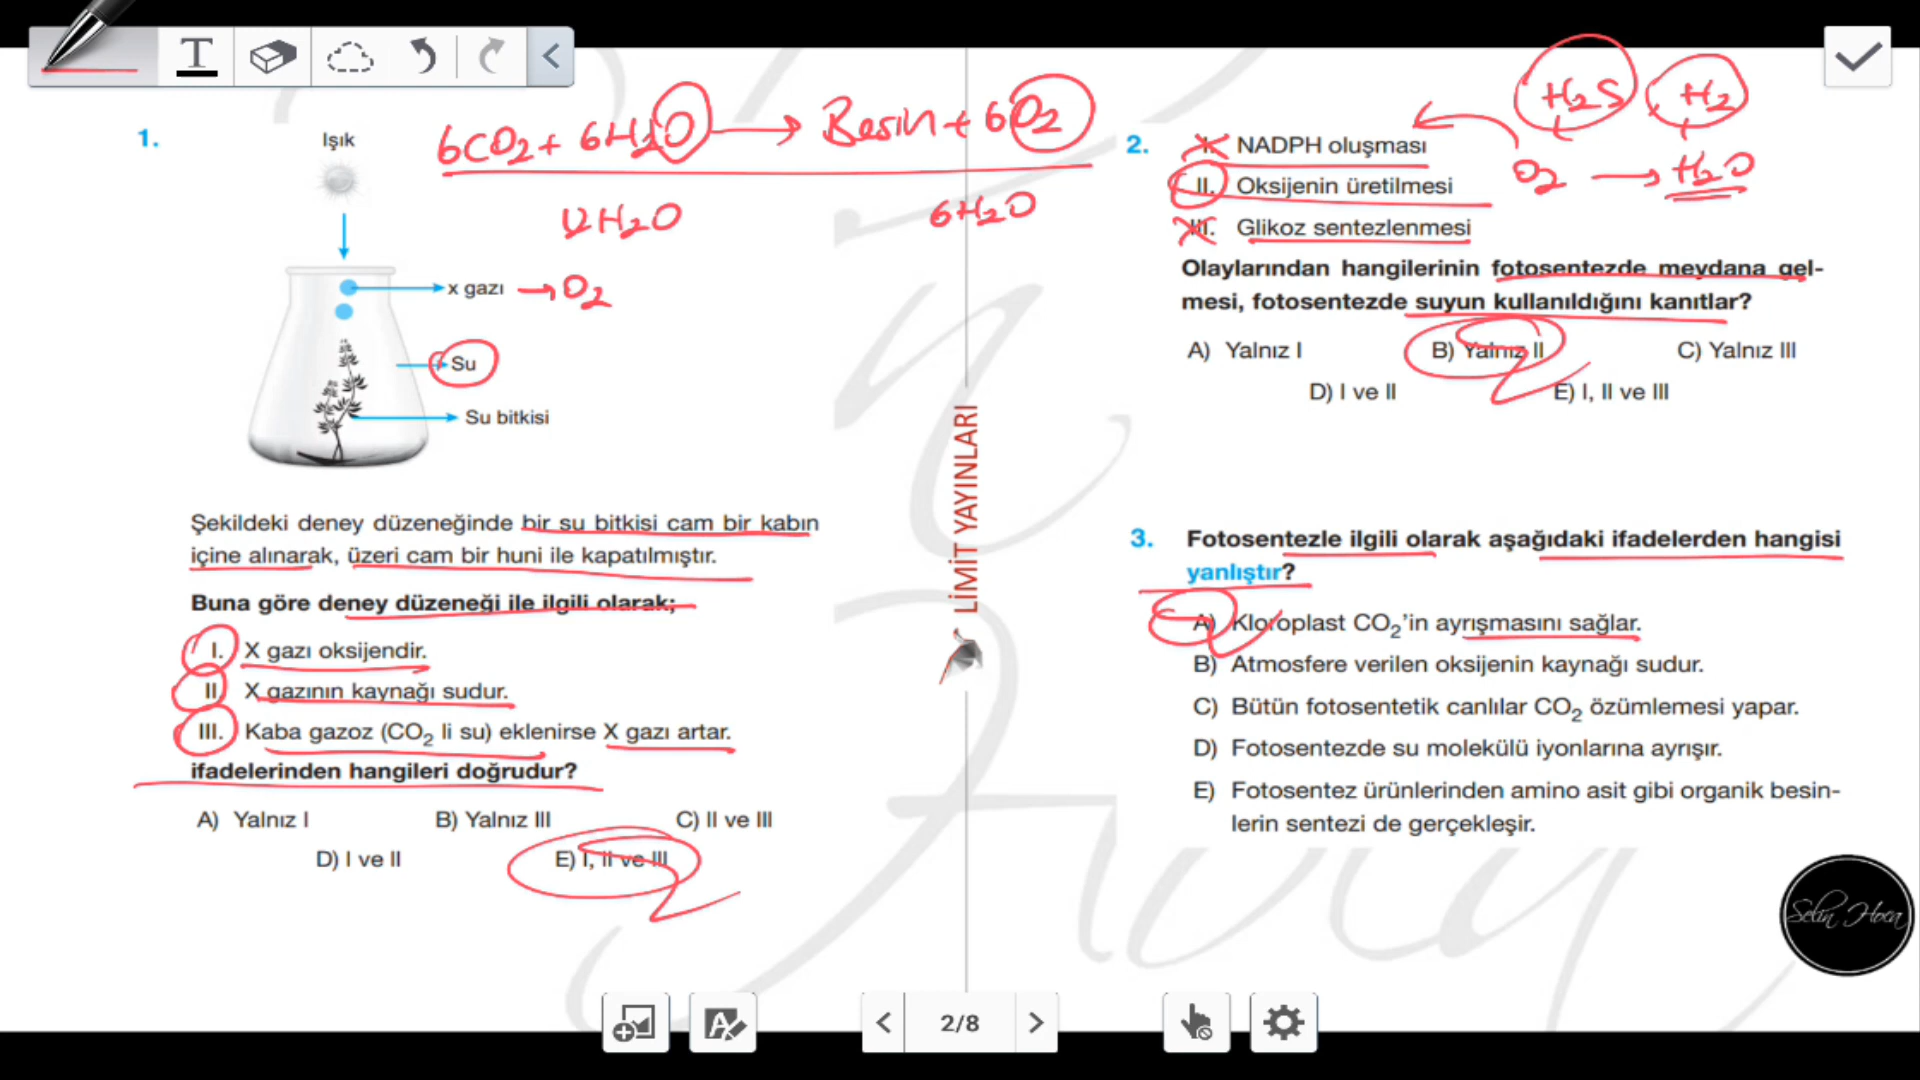 T
1.
Işık
6CO2 + 6H2O → Besin + 6O2
12H2O
6H2O
x gazı → O2
Su
Su bitkisi
Şekildeki deney düzeneğinde bir su bitkisi cam bir kabın
içine alınarak, üzeri cam bir huni ile kapatılmıştır.
Buna göre deney düzeneği ile ilgili olarak;
I. X gazı oksijendir.
II. X gazının kaynağı sudur.
III. Kaba gazoz (CO2 li su) eklenirse X gazı artar.
ifadelerinden hangileri doğrudur?
A) Yalnız I
B) Yalnız III
C) II ve III
D) I ve II
E) I, II ve III
LİMİT YAYINLARI
H2S
H2
O2 → H2O
2.
I. NADPH oluşması
II. Oksijenin üretilmesi
III. Glikoz sentezlenmesi
Olaylarından hangilerinin fotosentezde meydana gel-
mesi, fotosentezde suyun kullanıldığını kanıtlar?
A) Yalnız I
B) Yalnız II
C) Yalnız III
D) I ve II
E) I, II ve III
3. Fotosentezle ilgili olarak aşağıdaki ifadelerden hangisi
yanlıştır?
A) Kloroplast CO2'in ayrışmasını sağlar.
B) Atmosfere verilen oksijenin kaynağı sudur.
C) Bütün fotosentetik canlılar CO2 özümlemesi yapar.
D) Fotosentezde su molekülü iyonlarına ayrışır.
E) Fotosentez ürünlerinden amino asit gibi organik besin-
lerin sentezi de gerçekleşir.
Selin Hoca
A
2/8